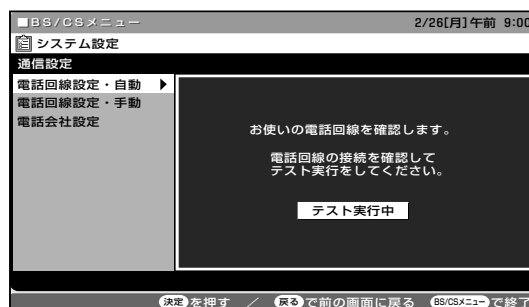 ■BS/CSメニュー 2/26[月]午前 9:00
システム設定
通信設定
電話回線設定・自動 ▶
電話回線設定・手動
電話会社設定
お使いの電話回線を確認します。
電話回線の接続を確認して
テスト実行をしてください。
テスト実行中
決定を押す ／ 戻るで前の画面に戻る BS/CSメニューで終了